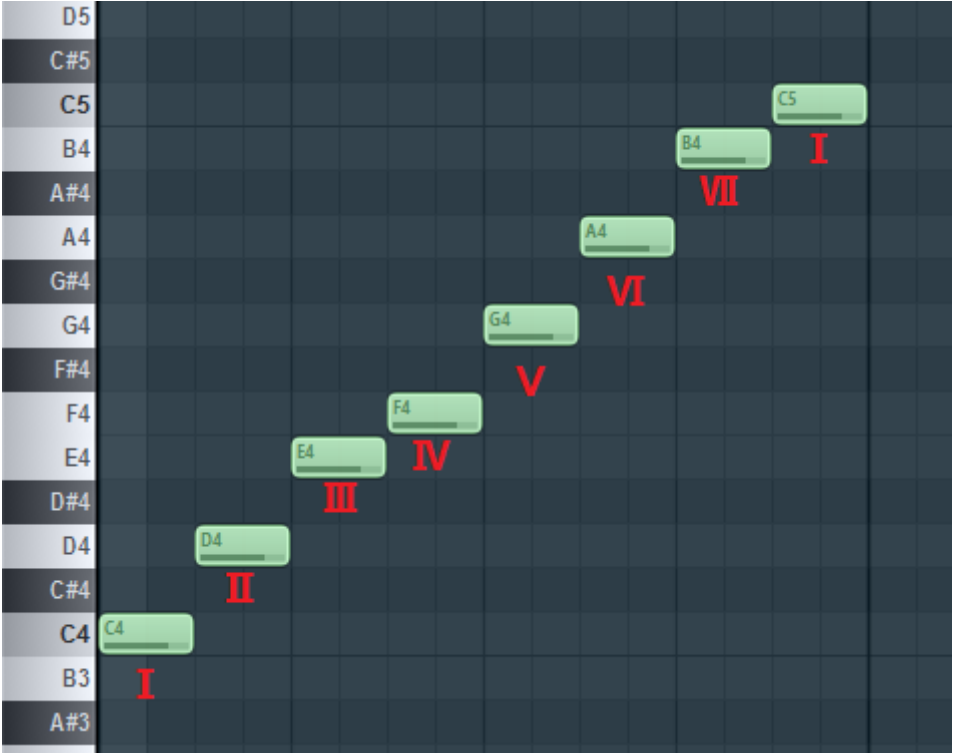 D5
C#5
C5 C5
B4 B4 I
A#4 VII
A4 A4
G#4 VI
G4 G4
F#4 V
F4 F4
E4 E4 IV
D#4 III
D4 D4
C#4 II
C4 C4
B3 I
A#3